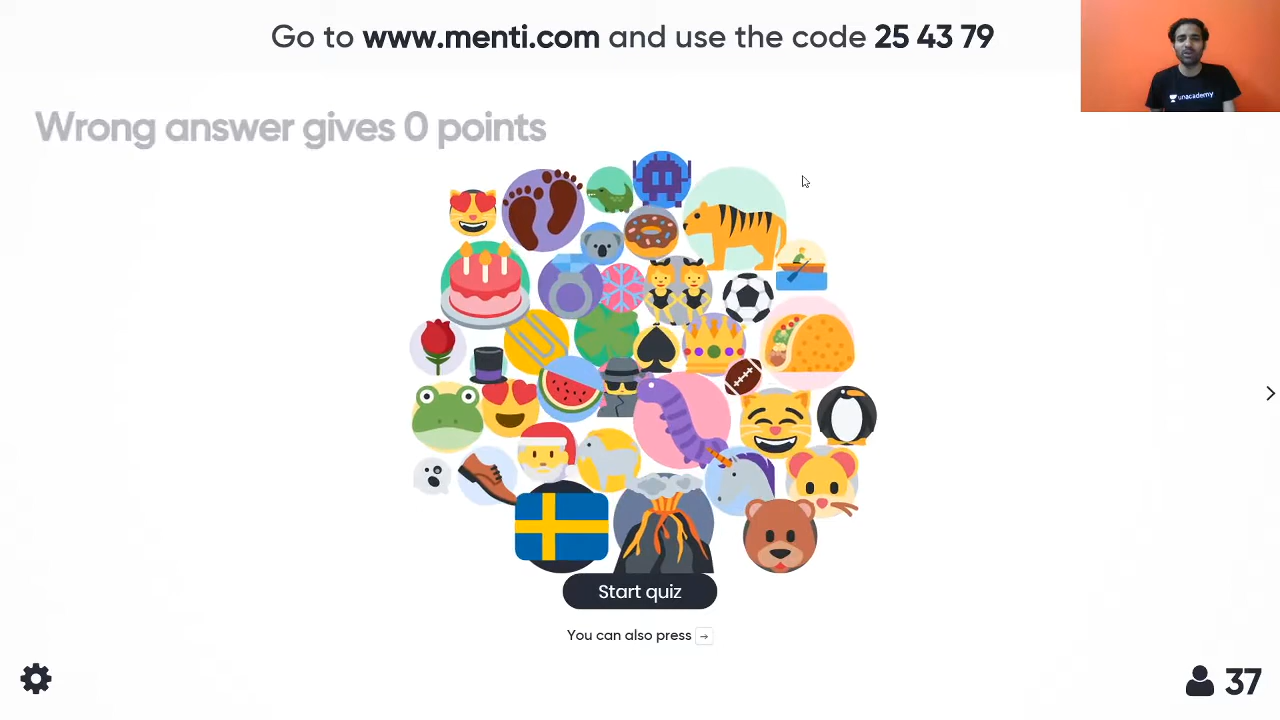 Go to www.menti.com and use the code 25 43 79
unacademy
Wrong answer gives 0 points
Start quiz
You can also press →
37